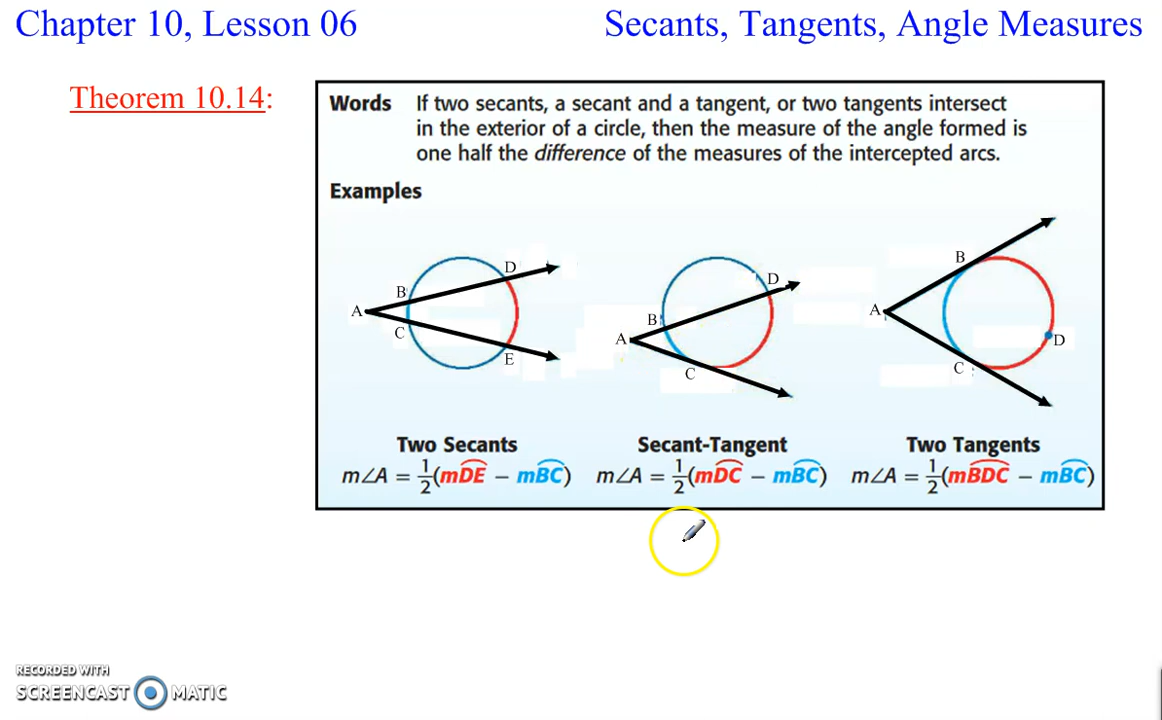 Chapter 10, Lesson 06
Secants, Tangents, Angle Measures
Theorem 10.14:
Words If two secants, a secant and a tangent, or two tangents intersect
in the exterior of a circle, then the measure of the angle formed is
one half the difference of the measures of the intercepted arcs.
Examples
A B C D E
A B C D
A B C D
Two Secants
m∠A = 1/2(mDE⌢ − mBC⌢)
Secant-Tangent
m∠A = 1/2(mDC⌢ − mBC⌢)
Two Tangents
m∠A = 1/2(mBDC⌢ − mBC⌢)
RECORDED WITH
SCREENCAST MATIC